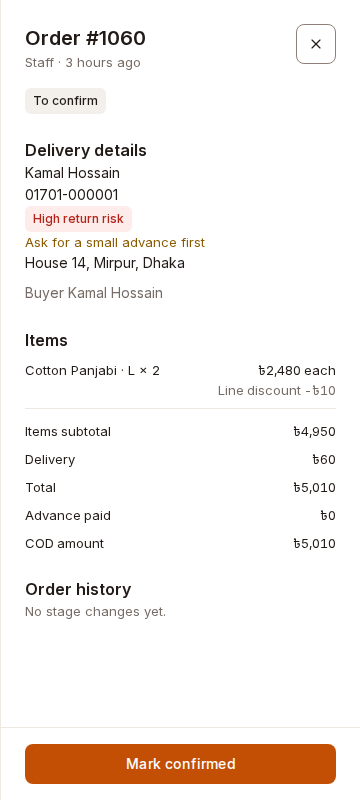 Order #1060
Staff · 3 hours ago
To confirm
Delivery details
Kamal Hossain
01701-000001
High return risk
Ask for a small advance first
House 14, Mirpur, Dhaka
Buyer Kamal Hossain
Items
Cotton Panjabi · L × 2 ৳2,480 each
Line discount -৳10
Items subtotal ৳4,950
Delivery ৳60
Total ৳5,010
Advance paid ৳0
COD amount ৳5,010
Order history
No stage changes yet.
Mark confirmed